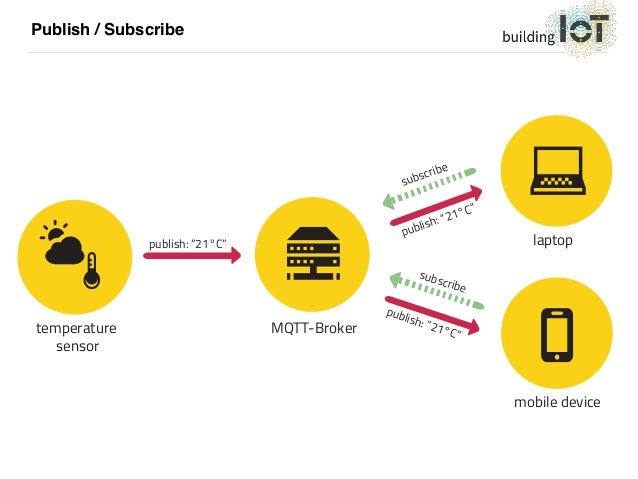 Publish / Subscribe
building IoT
subscribe
publish: “21°C“
laptop
publish: “21°C“
temperature
sensor
MQTT-Broker
subscribe
publish: “21°C“
mobile device